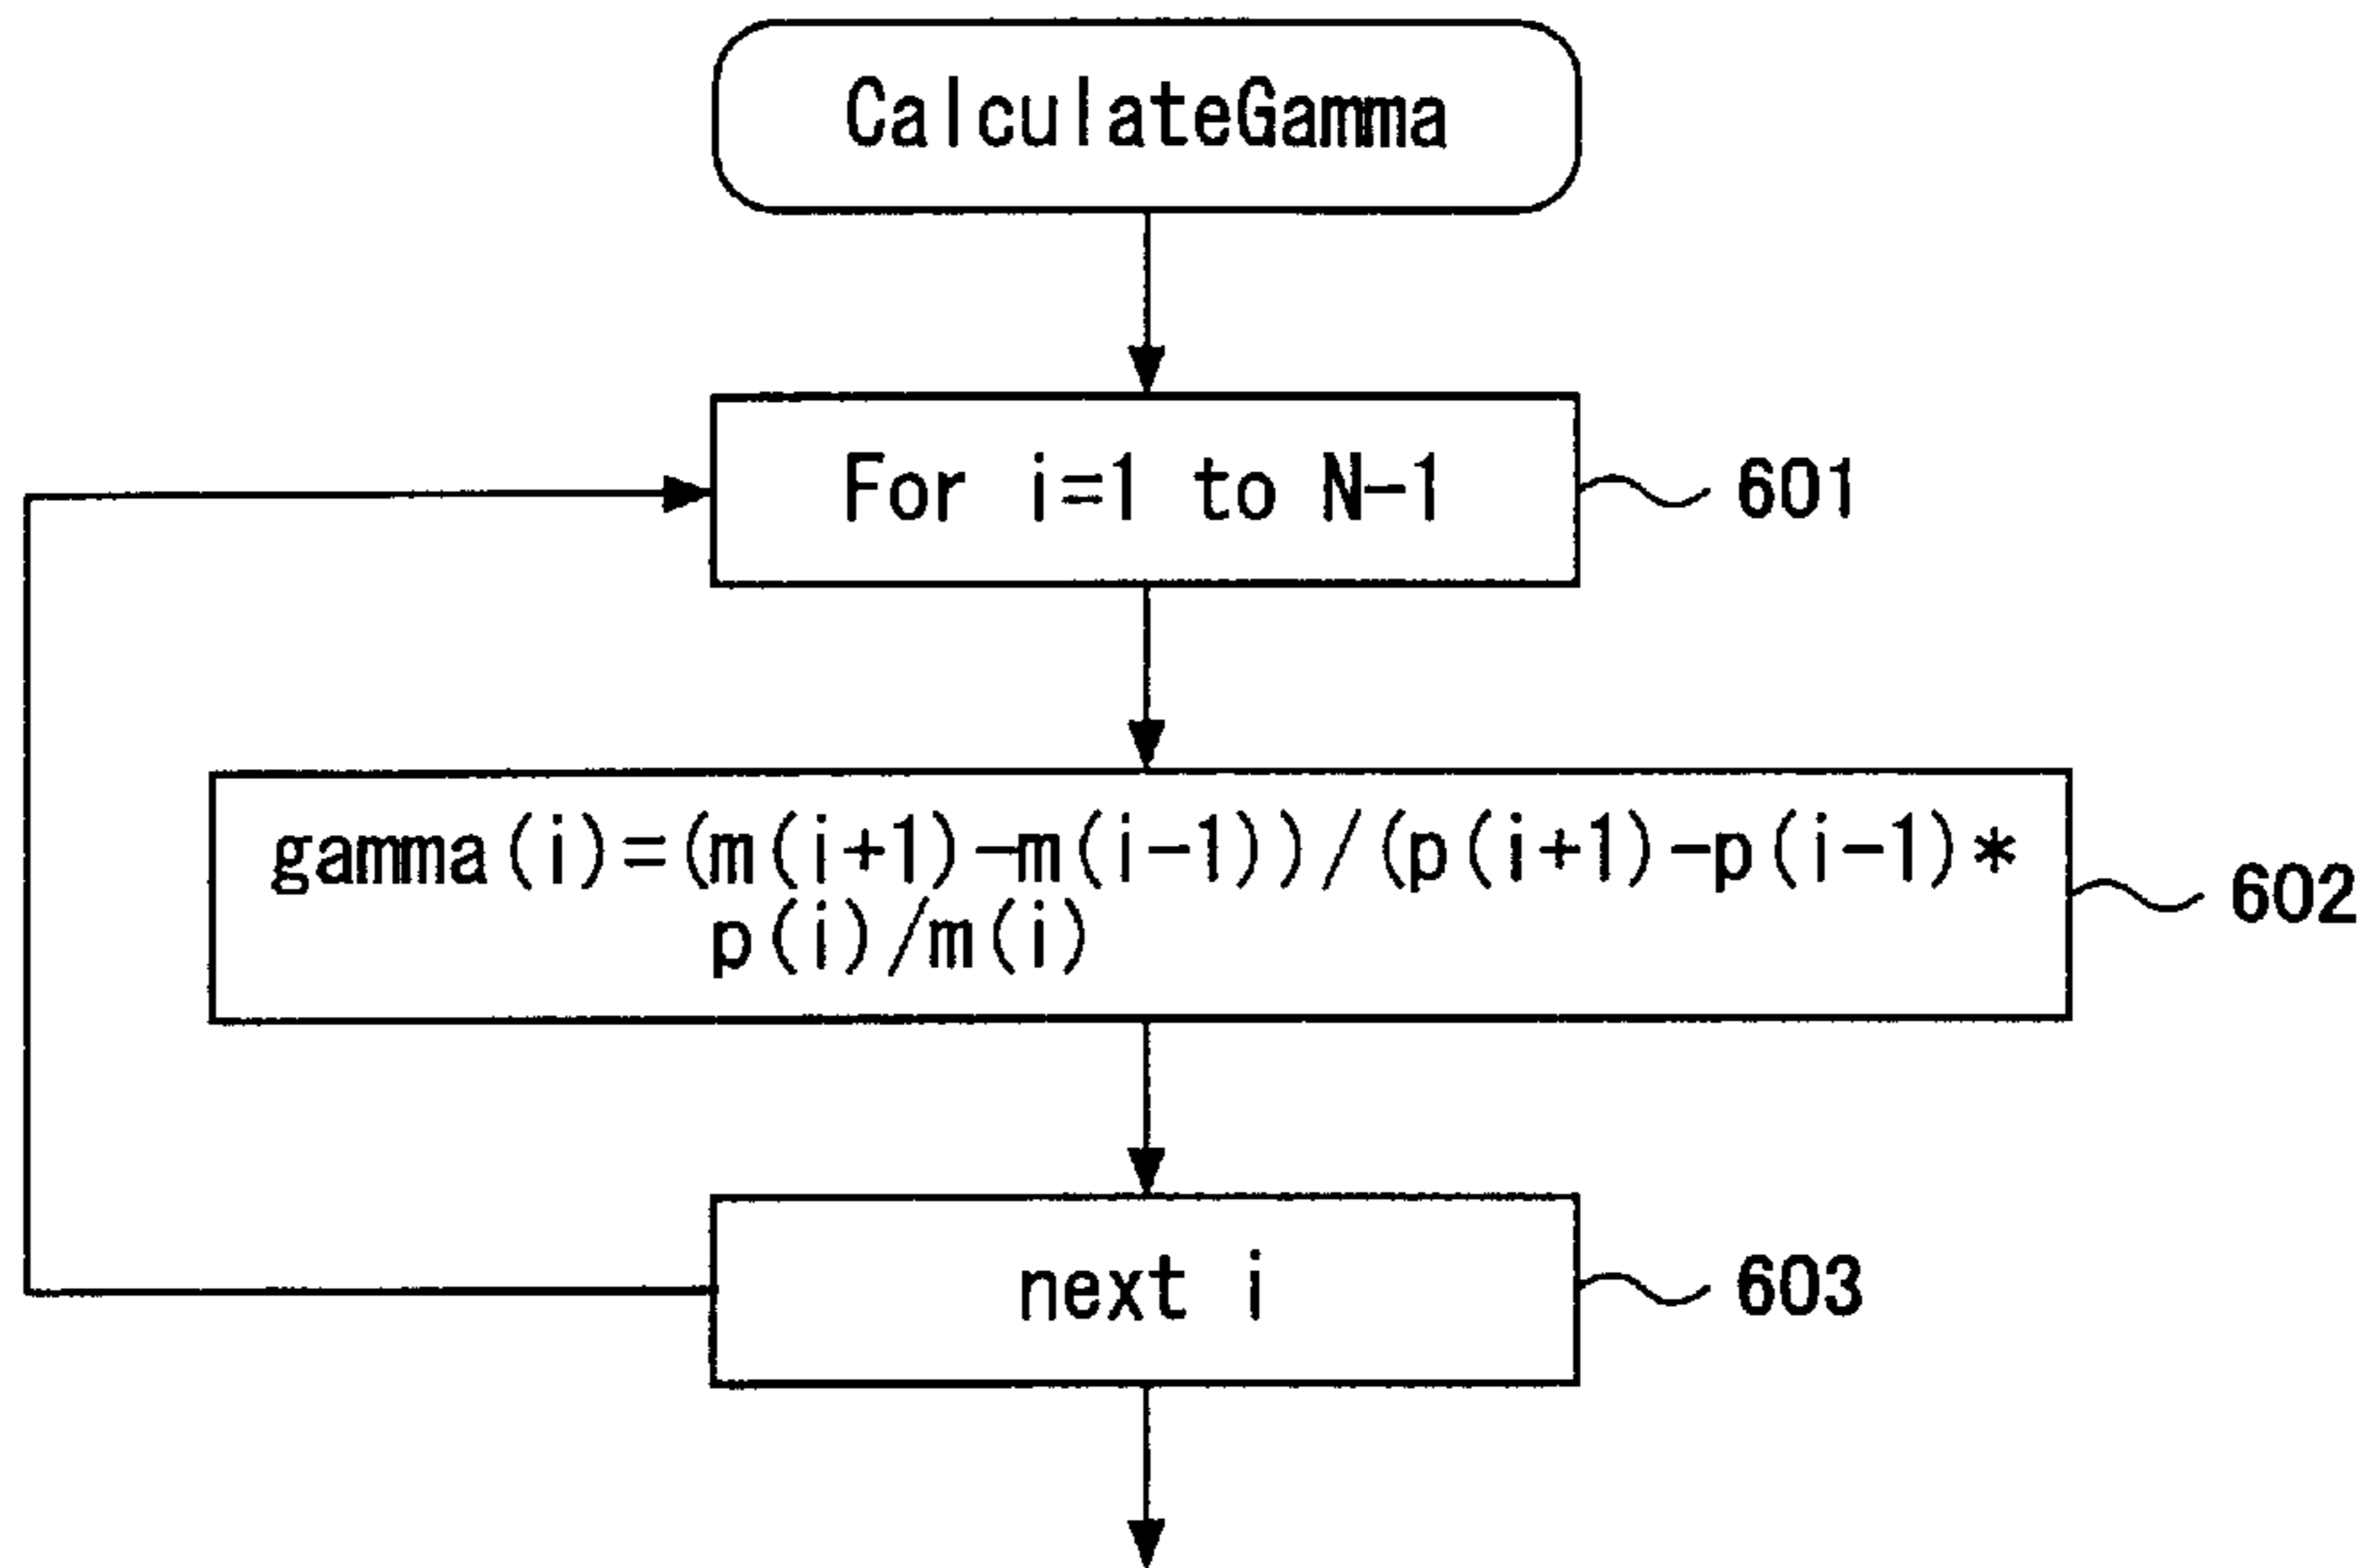 CalculateGamma
For i=1 to N-1
601
gamma(i)=(m(i+1)-m(i-1))/(p(i+1)-p(i-1)*
p(i)/m(i)
602
next i
603